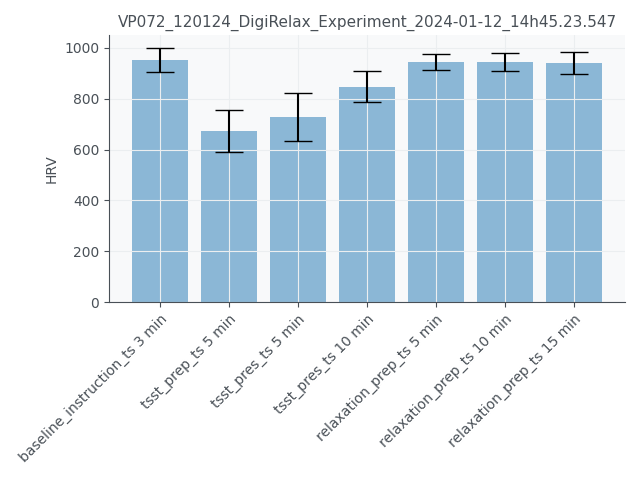 VP072_120124_DigiRelax_Experiment_2024-01-12_14h45.23.547
1000
800
600
400
200
0
HRV
baseline_instruction_ts 3 min
tsst_prep_ts 5 min
tsst_pres_ts 5 min
tsst_pres_ts 10 min
relaxation_prep_ts 5 min
relaxation_prep_ts 10 min
relaxation_prep_ts 15 min